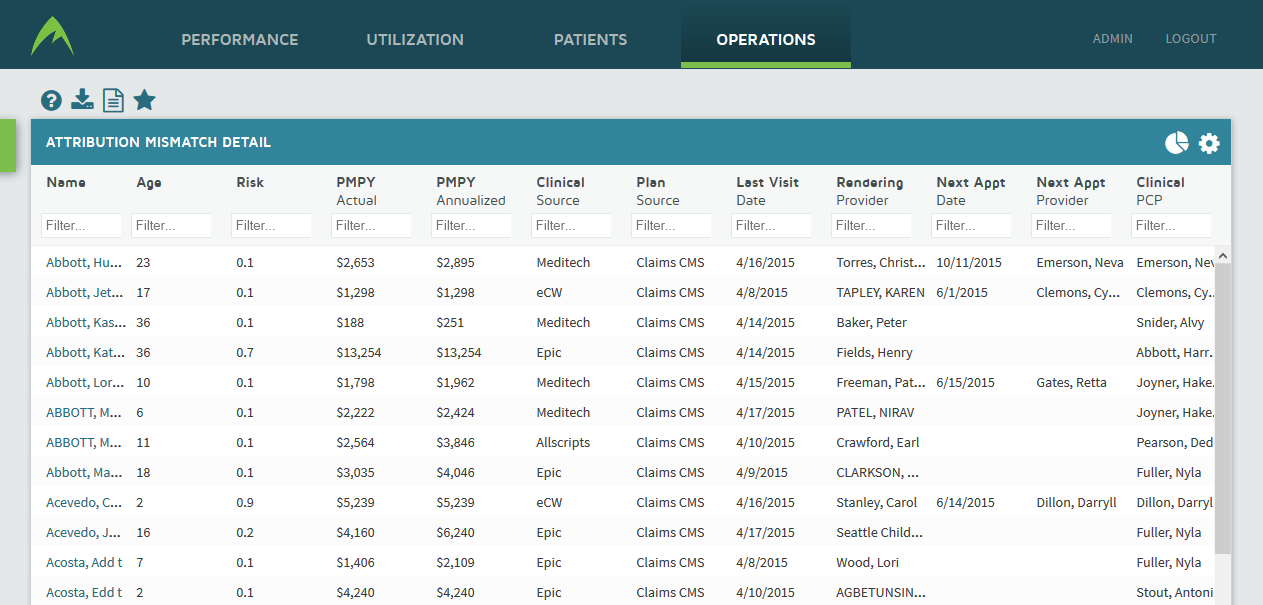 PERFORMANCE UTILIZATION PATIENTS OPERATIONS ADMIN LOGOUT
ATTRIBUTION MISMATCH DETAIL
Name Age Risk PMPY PMPY Clinical Plan Last Visit Rendering Next Appt Next Appt Clinical
Actual Annualized Source Source Date Provider Date Provider PCP
Filter... Filter... Filter... Filter... Filter... Filter... Filter... Filter... Filter... Filter... Filter... Filter...
Abbott, Hu... 23 0.1 $2,653 $2,895 Meditech Claims CMS 4/16/2015 Torres, Christ... 10/11/2015 Emerson, Neva Emerson, Nev
Abbott, Jet... 17 0.1 $1,298 $1,298 eCW Claims CMS 4/8/2015 TAPLEY, KAREN 6/1/2015 Clemons, Cy... Clemons, Cy..
Abbott, Kas... 36 0.1 $188 $251 Meditech Claims CMS 4/14/2015 Baker, Peter Snider, Alvy
Abbott, Kat... 36 0.7 $13,254 $13,254 Epic Claims CMS 4/14/2015 Fields, Henry Abbott, Harr..
Abbott, Lor... 10 0.1 $1,798 $1,962 Meditech Claims CMS 4/15/2015 Freeman, Pat... 6/15/2015 Gates, Retta Joyner, Hake.
ABBOTT, M... 6 0.1 $2,222 $2,424 Meditech Claims CMS 4/17/2015 PATEL, NIRAV Joyner, Hake.
ABBOTT, M... 11 0.1 $2,564 $3,846 Allscripts Claims CMS 4/10/2015 Crawford, Earl Pearson, Ded
Abbott, Ma... 18 0.1 $3,035 $4,046 Epic Claims CMS 4/9/2015 CLARKSON, ... Fuller, Nyla
Acevedo, C... 2 0.9 $5,239 $5,239 eCW Claims CMS 4/16/2015 Stanley, Carol 6/14/2015 Dillon, Darryll Dillon, Darryl
Acevedo, J... 16 0.2 $4,160 $6,240 Epic Claims CMS 4/17/2015 Seattle Child... Fuller, Nyla
Acosta, Add t 7 0.1 $1,406 $2,109 Epic Claims CMS 4/8/2015 Wood, Lori Fuller, Nyla
Acosta, Edd t 2 0.1 $4,240 $4,240 Epic Claims CMS 4/10/2015 AGBETUNSIN... Stout, Antoni